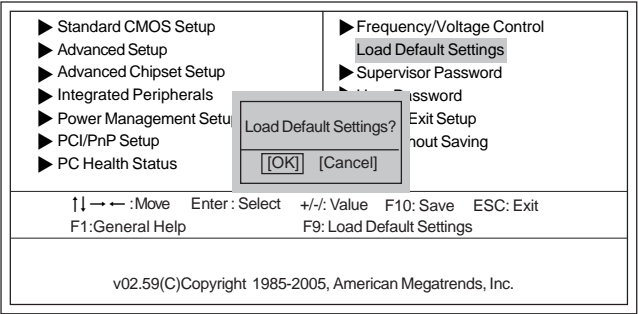 ▶ Standard CMOS Setup
▶ Advanced Setup
▶ Advanced Chipset Setup
▶ Integrated Peripherals
▶ Power Management Setup
▶ PCI/PnP Setup
▶ PC Health Status
▶ Frequency/Voltage Control
Load Default Settings
▶ Supervisor Password
Password
Exit Setup
out Saving
Load Default Settings?
[OK] [Cancel]
↑↓→← :Move Enter : Select +/-/: Value F10: Save ESC: Exit
F1:General Help F9: Load Default Settings
v02.59(C)Copyright 1985-2005, American Megatrends, Inc.